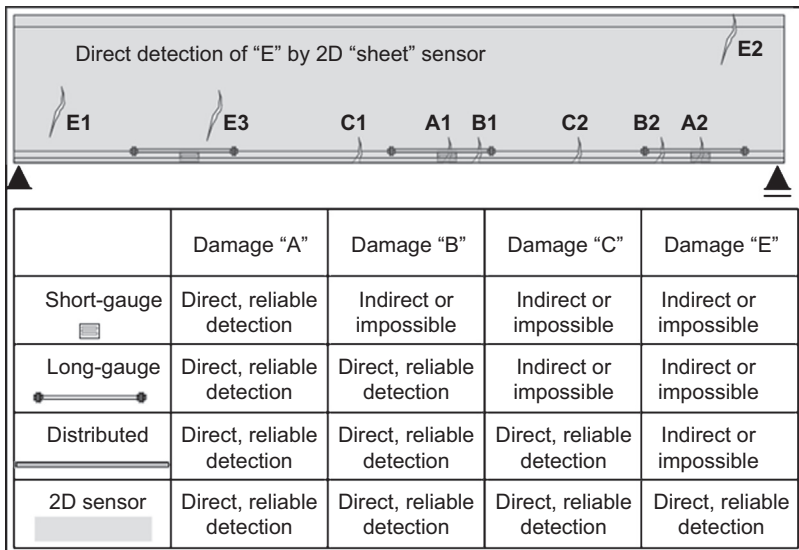 Direct detection of “E” by 2D “sheet” sensor
E2
E1
E3
C1
A1
B1
C2
B2
A2
Damage “A”
Damage “B”
Damage “C”
Damage “E”
Short-gauge
Direct, reliable
detection
Indirect or
impossible
Indirect or
impossible
Indirect or
impossible
Long-gauge
Direct, reliable
detection
Direct, reliable
detection
Indirect or
impossible
Indirect or
impossible
Distributed
Direct, reliable
detection
Direct, reliable
detection
Direct, reliable
detection
Indirect or
impossible
2D sensor
Direct, reliable
detection
Direct, reliable
detection
Direct, reliable
detection
Direct, reliable
detection